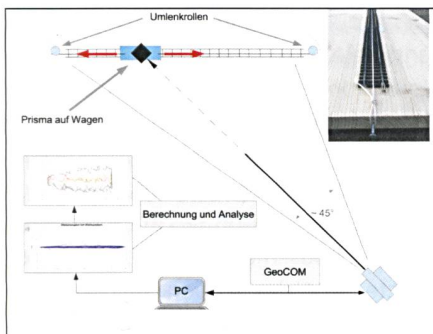 Umlenkrollen
Prisma auf Wagen
Berechnung und Analyse
~ 45°
GeoCOM
PC